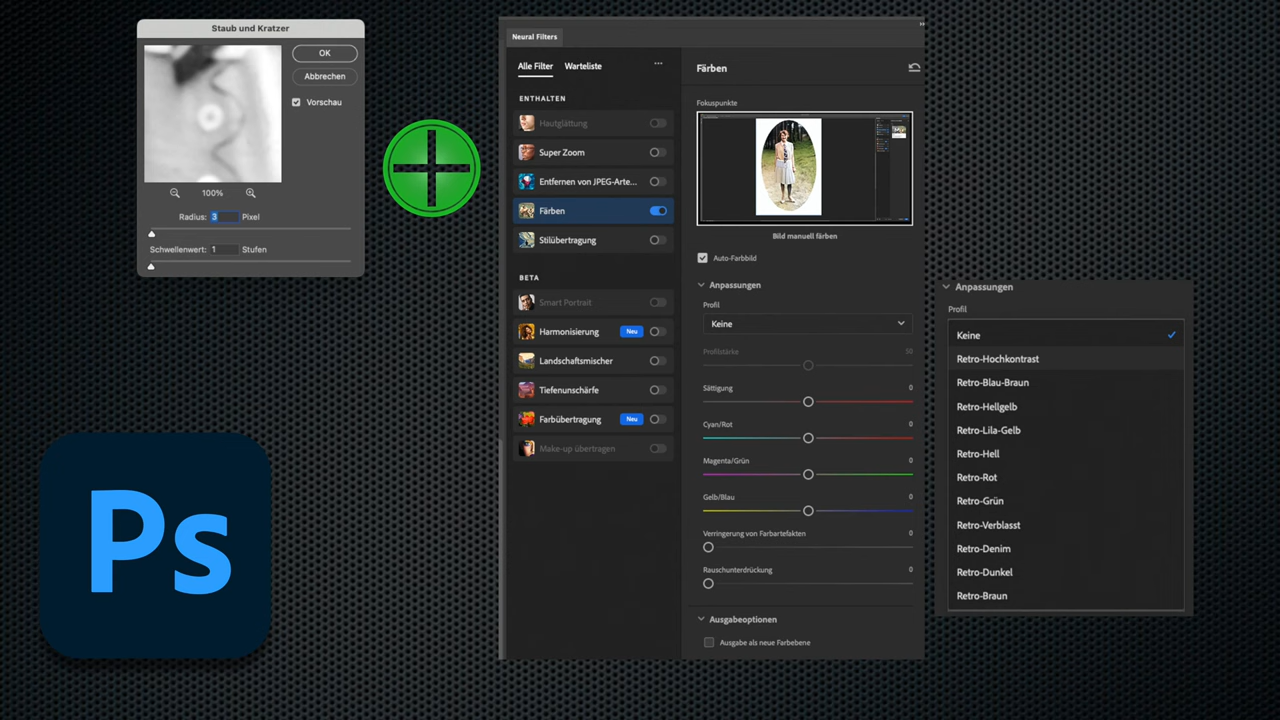 Staub und Kratzer
OK
Abbrechen
Vorschau
100%
Radius: 3 Pixel
Schwellenwert: 1 Stufen
Ps
Neural Filters
Alle Filter Warteliste
ENTHALTEN
Hautglättung
Super Zoom
Entfernen von JPEG-Arte...
Färben
Stilübertragung
BETA
Smart Portrait
Harmonisierung Neu
Landschaftsmischer
Tiefenunschärfe
Farbübertragung Neu
Make-up übertragen
Färben
Fokuspunkte
Bild manuell färben
Auto-Farbbild
Anpassungen
Profil
Keine
Profilstärke 50
Sättigung 0
Cyan/Rot 0
Magenta/Grün 0
Gelb/Blau 0
Verringerung von Farbartefakten 0
Rauschunterdrückung 0
Ausgabeoptionen
Ausgabe als neue Farbebene
Anpassungen
Profil
Keine
Retro-Hochkontrast
Retro-Blau-Braun
Retro-Hellgelb
Retro-Lila-Gelb
Retro-Hell
Retro-Rot
Retro-Grün
Retro-Verblasst
Retro-Denim
Retro-Dunkel
Retro-Braun